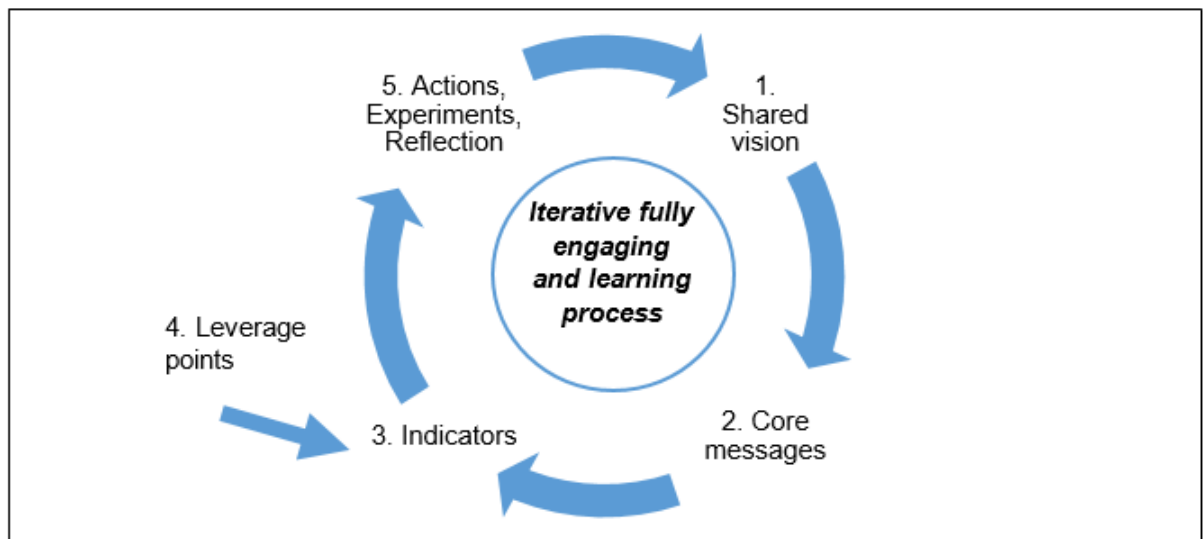 1.
Shared
vision
2. Core
messages
3. Indicators
4. Leverage
points
5. Actions,
Experiments,
Reflection
Iterative fully
engaging
and learning
process